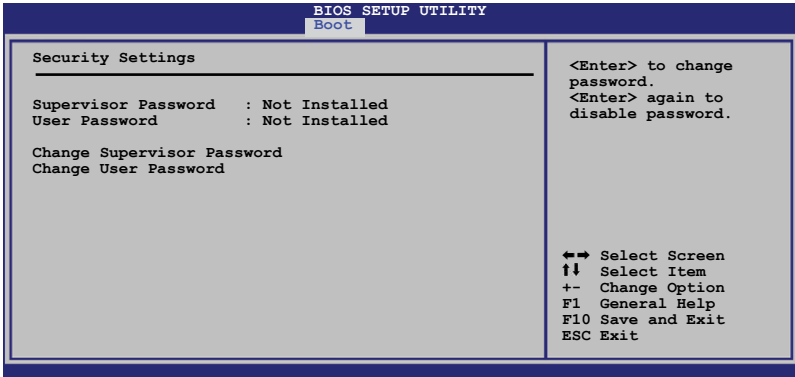 BIOS SETUP UTILITY
Boot
Security Settings
Supervisor Password : Not Installed
User Password : Not Installed
Change Supervisor Password
Change User Password
<Enter> to change
password.
<Enter> again to
disable password.
←→ Select Screen
↑↓ Select Item
+- Change Option
F1 General Help
F10 Save and Exit
ESC Exit